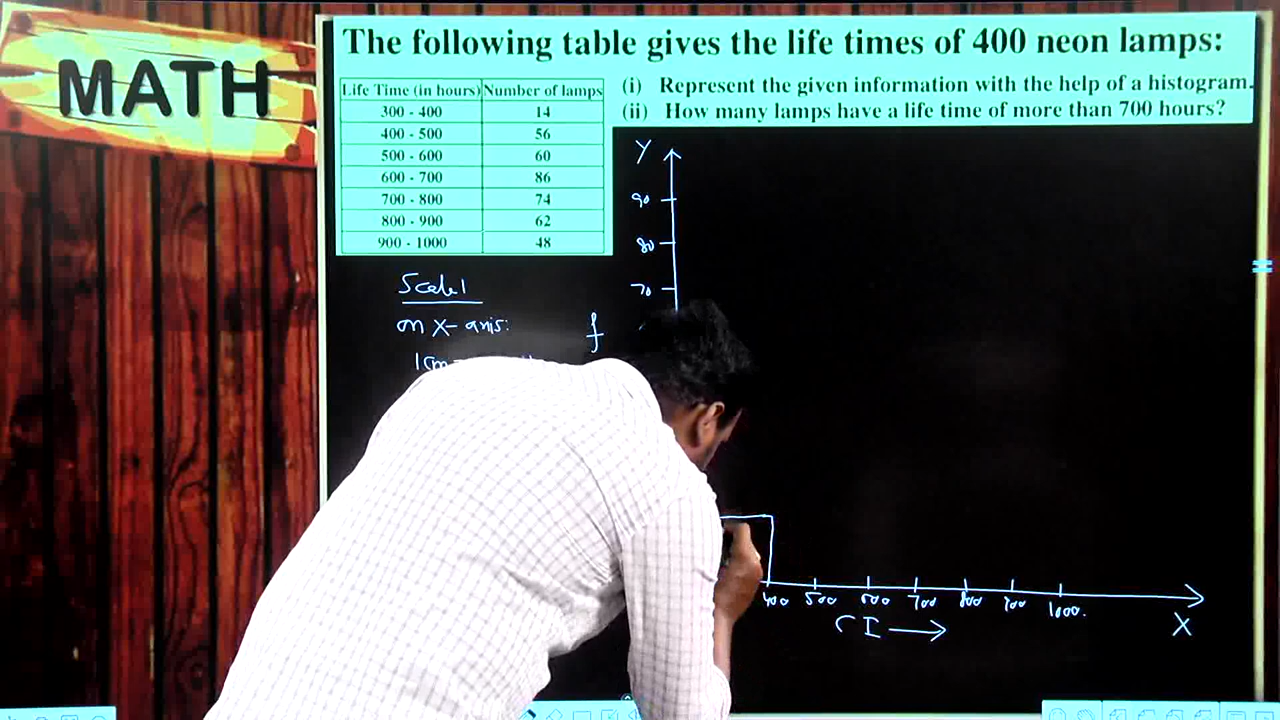 MATH
The following table gives the life times of 400 neon lamps:
(i) Represent the given information with the help of a histogram.
(ii) How many lamps have a life time of more than 700 hours?
Life Time (in hours) Number of lamps
300 - 400 14
400 - 500 56
500 - 600 60
600 - 700 86
700 - 800 74
800 - 900 62
900 - 1000 48
Y
90
80
70
Scale
on X-axis:
1cm
f
400 500 600 700 800 900 1000.
CI
X